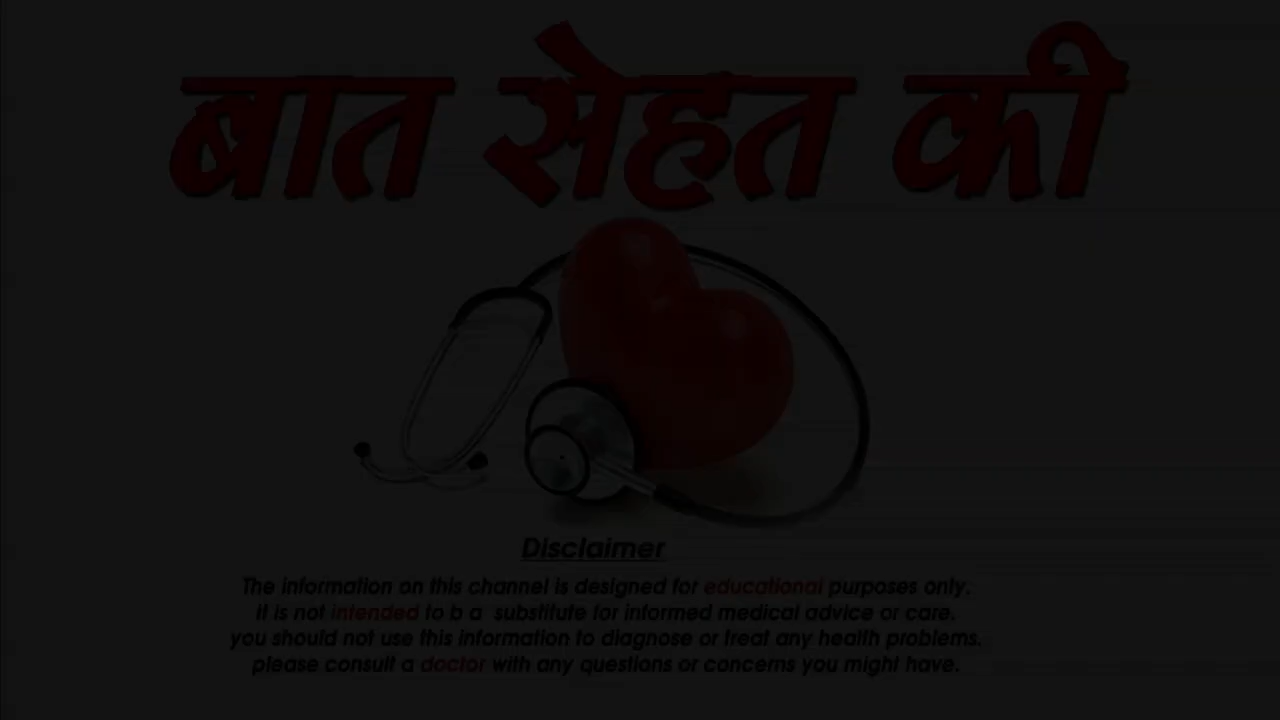 बात सेहत की
Disclaimer
The information on this channel is designed for educational purposes only.
it is not intended to b a substitute for informed medical advice or care.
you should not use this information to diagnose or treat any health problems.
please consult a doctor with any questions or concerns you might have.